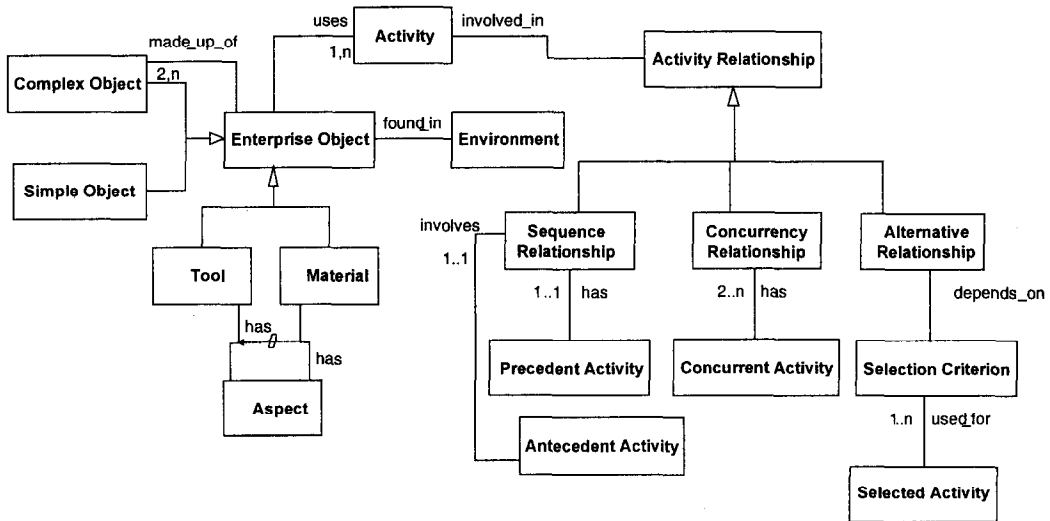 uses
Activity
involved_in
1,n
made_up_of
Complex Object
2,n
Activity Relationship
Enterprise Object
found_in
Environment
Simple Object
involves
1..1
Sequence
Relationship
Concurrency
Relationship
Alternative
Relationship
Tool
Material
1..1
has
2..n
has
depends_on
has
has
Precedent Activity
Concurrent Activity
Selection Criterion
Aspect
1..n
used_for
Antecedent Activity
Selected Activity